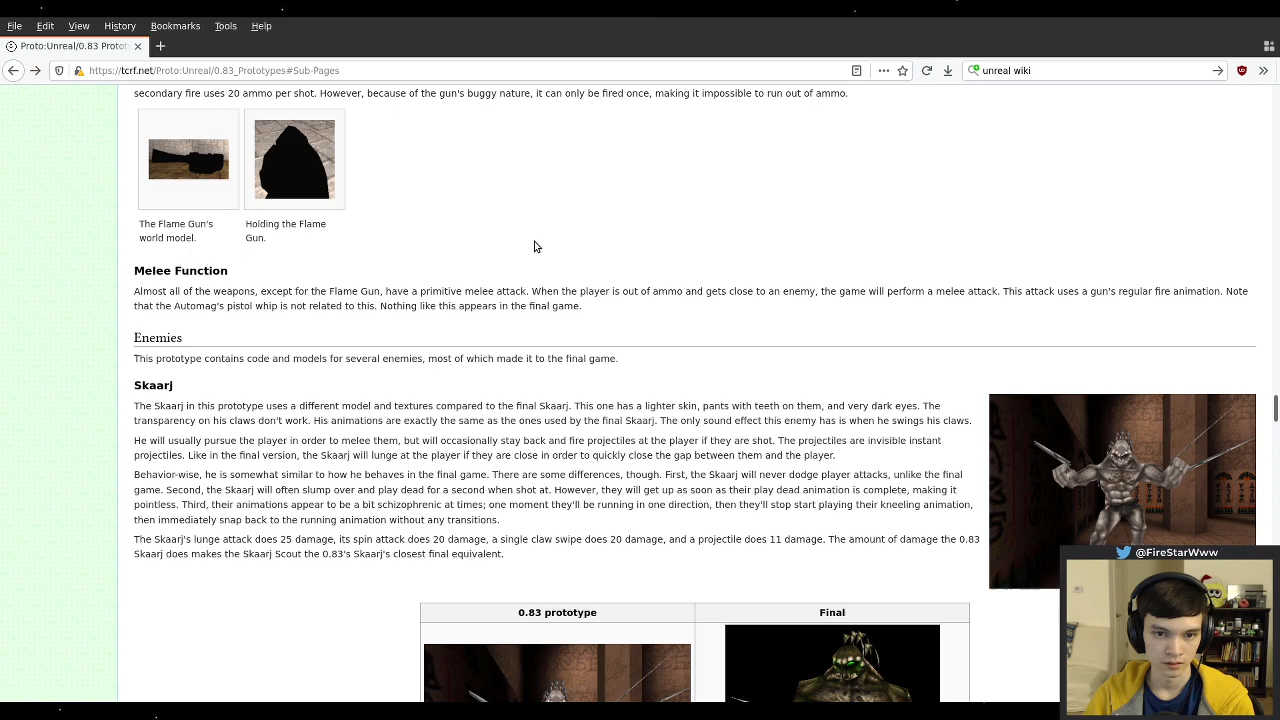 File Edit View History Bookmarks Tools Help
Proto:Unreal/0.83 Protot
https://tcrf.net/Proto:Unreal/0.83_Prototypes#Sub-Pages
unreal wiki
secondary fire uses 20 ammo per shot. However, because of the gun's buggy nature, it can only be fired once, making it impossible to run out of ammo.
The Flame Gun's
world model.
Holding the Flame
Gun.
Melee Function
Almost all of the weapons, except for the Flame Gun, have a primitive melee attack. When the player is out of ammo and gets close to an enemy, the game will perform a melee attack. This attack uses a gun's regular fire animation. Note
that the Automag's pistol whip is not related to this. Nothing like this appears in the final game.
Enemies
This prototype contains code and models for several enemies, most of which made it to the final game.
Skaarj
The Skaarj in this prototype uses a different model and textures compared to the final Skaarj. This one has a lighter skin, pants with teeth on them, and very dark eyes. The
transparency on his claws don't work. His animations are exactly the same as the ones used by the final Skaarj. The only sound effect this enemy has is when he swings his claws.
He will usually pursue the player in order to melee them, but will occasionally stay back and fire projectiles at the player if they are shot. The projectiles are invisible instant
projectiles. Like in the final version, the Skaarj will lunge at the player if they are close in order to quickly close the gap between them and the player.
Behavior-wise, he is somewhat similar to how he behaves in the final game. There are some differences, though. First, the Skaarj will never dodge player attacks, unlike the final
game. Second, the Skaarj will often slump over and play dead for a second when shot at. However, they will get up as soon as their play dead animation is complete, making it
pointless. Third, their animations appear to be a bit schizophrenic at times; one moment they'll be running in one direction, then they'll stop start playing their kneeling animation,
then immediately snap back to the running animation without any transitions.
The Skaarj's lunge attack does 25 damage, its spin attack does 20 damage, a single claw swipe does 20 damage, and a projectile does 11 damage. The amount of damage the 0.83
Skaarj does makes the Skaarj Scout the 0.83's Skaarj's closest final equivalent.
@FireStarWww
0.83 prototype Final